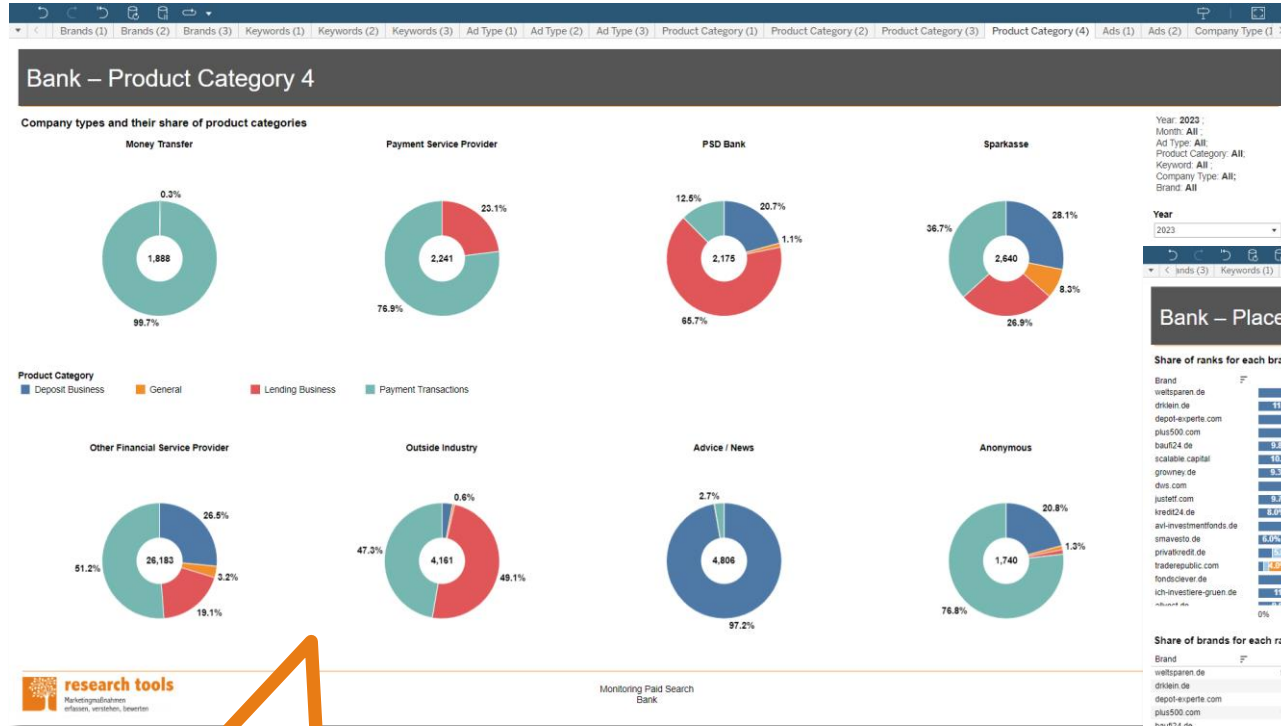 Brands (1) Brands (2) Brands (3) Keywords (1) Keywords (2) Keywords (3) Ad Type (1) Ad Type (2) Ad Type (3) Product Category (1) Product Category (2) Product Category (3) Product Category (4) Ads (1) Ads (2) Company Type (1
Bank – Product Category 4
Company types and their share of product categories
Money Transfer
0.3%
1,888
99.7%
Payment Service Provider
23.1%
2,241
76.9%
PSD Bank
12.5%
20.7%
1.1%
2,175
65.7%
Sparkasse
28.1%
36.7%
2,640
8.3%
26.9%
Product Category
Deposit Business General Lending Business Payment Transactions
Other Financial Service Provider
26.5%
51.2%
26,183
3.2%
19.1%
Outside Industry
0.6%
47.3%
4,161
49.1%
Advice / News
2.7%
4,806
97.2%
Anonymous
20.8%
1.3%
1,740
76.8%
research tools
Marketingmaßnahmen
erfassen, verstehen, bewerten
Monitoring Paid Search
Bank
Year: 2023 ;
Month: All ;
Ad Type: All;
Product Category: All;
Keyword: All ;
Company Type: All;
Brand: All
Year
2023
(3) Keywords (1)
Bank – Place
Share of ranks for each bra
Brand
weltsparen.de
drklein.de
depot-experte.com
plus500.com
baufi24.de
scalable.capital
growney.de
dws.com
justetf.com
kredit24.de
avl-investmentfonds.de
smavesto.de 6.0%
privatkredit.de
traderepublic.com
fondsclever.de
ich-investiere-gruen.de
0%
Share of brands for each ra
Brand
weltsparen.de
drklein.de
depot-experte.com
plus500.com